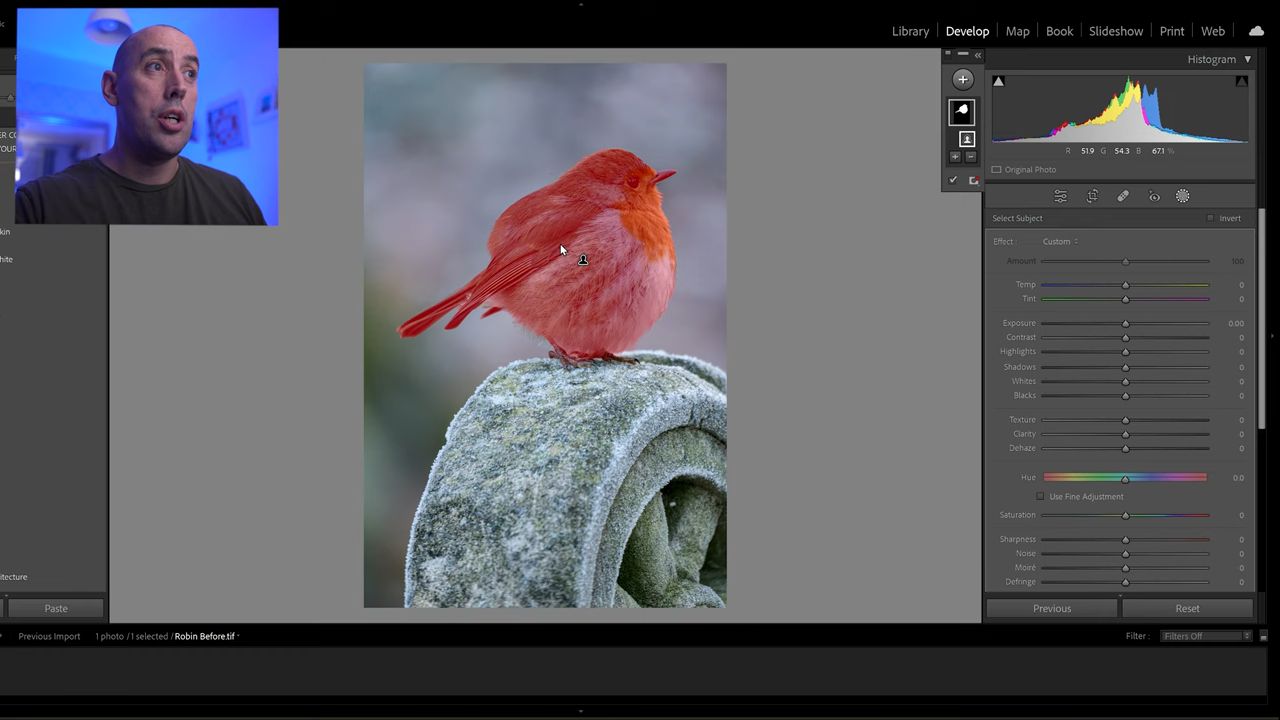 Library | Develop | Map | Book | Slideshow | Print | Web
Histogram
R 51.9 G 54.3 B 67.1 %
Original Photo
Select Subject Invert
Effect : Custom
Amount 100
Temp 0
Tint 0
Exposure 0.00
Contrast 0
Highlights 0
Shadows 0
Whites 0
Blacks 0
Texture 0
Clarity 0
Dehaze 0
Hue 0.0
Use Fine Adjustment
Saturation 0
Sharpness 0
Noise 0
Moiré 0
Defringe 0
Paste
Previous Reset
Previous Import 1 photo / 1 selected / Robin Before.tif
Filter : Filters Off